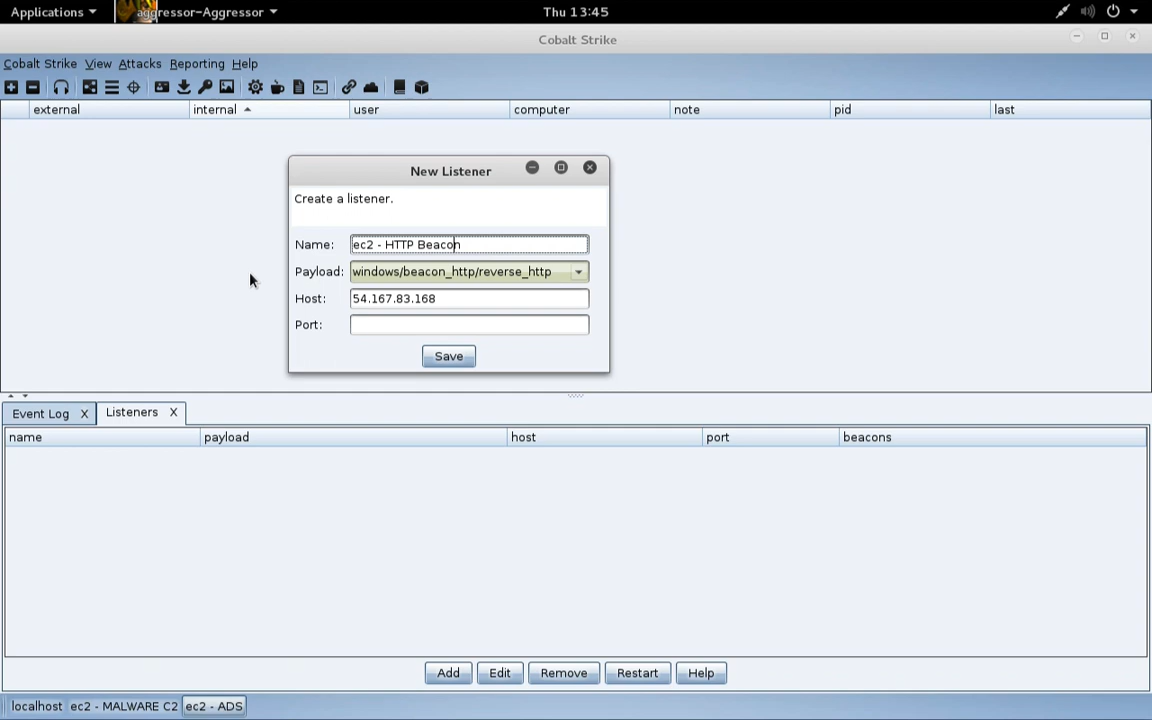 Applications
aggressor-Aggressor
Thu 13:45
Cobalt Strike
Cobalt Strike View Attacks Reporting Help
external internal user computer note pid last
New Listener
Create a listener.
Name: ec2 - HTTP Beacon
Payload: windows/beacon_http/reverse_http
Host: 54.167.83.168
Port:
Save
Event Log X Listeners X
name payload host port beacons
Add Edit Remove Restart Help
localhost ec2 - MALWARE C2 ec2 - ADS